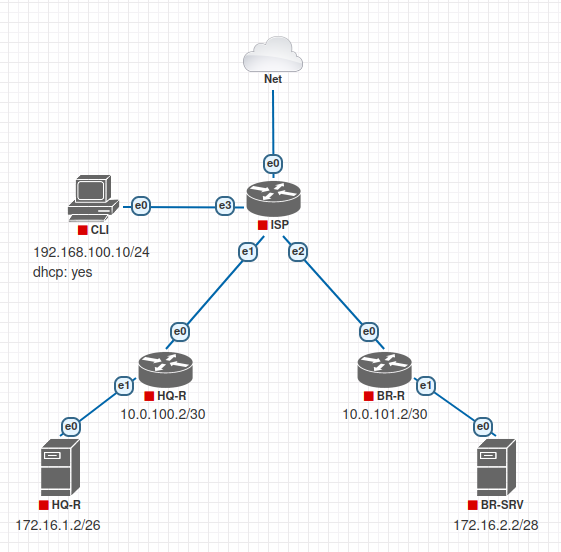 Net
e0
e0
e3
CLI
ISP
192.168.100.10/24
dhcp: yes
e1
e2
e0
e0
e1
HQ-R
e1
BR-R
10.0.100.2/30
10.0.101.2/30
e0
e0
HQ-R
BR-SRV
172.16.1.2/26
172.16.2.2/28